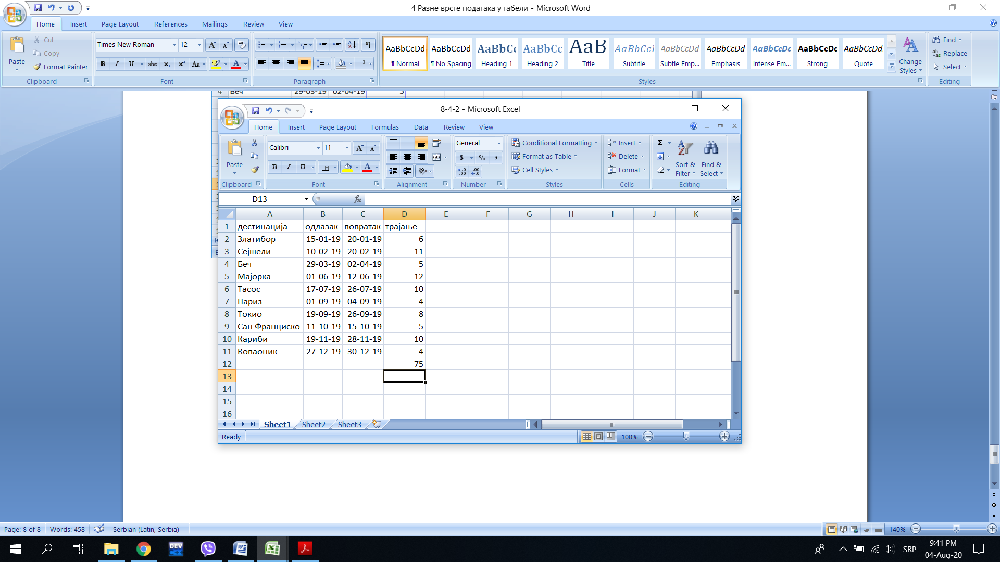 4 Разне врсте података у табели - Microsoft Word
Home Insert Page Layout References Mailings Review View
Paste Cut Copy Format Painter
Times New Roman 12
AaBbCcDd AaBbCcDd AaBbCc AaBbCc AaB AaBbCcI AaBbCcDd AaBbCcDd AaBbCcDd AaBbCcDc AaBbCcDd
¶ Normal ¶ No Spacing Heading 1 Heading 2 Title Subtitle Subtle Emp... Emphasis Intense Em... Strong Quote
Change Styles
Find Replace Select
Clipboard Font Paragraph Styles Editing
4 Беч 29-03-19 02-04-19 5
8-4-2 - Microsoft Excel
Home Insert Page Layout Formulas Data Review View
Paste
Calibri 11
General
Conditional Formatting
Format as Table
Cell Styles
Insert
Delete
Format
Sort & Filter
Find & Select
Clipboard Font Alignment Number Styles Cells Editing
D13 fx
A B C D E F G H I J K
1 дестинација одлазак повратак трајање
2 Златибор 15-01-19 20-01-19 6
3 Сејшели 10-02-19 20-02-19 11
4 Беч 29-03-19 02-04-19 5
5 Мајорка 01-06-19 12-06-19 12
6 Тасос 17-07-19 26-07-19 10
7 Париз 01-09-19 04-09-19 4
8 Токио 19-09-19 26-09-19 8
9 Сан Франциско 11-10-19 15-10-19 5
10 Кариби 19-11-19 28-11-19 10
11 Копаоник 27-12-19 30-12-19 4
12 75
13
14
15
16
Sheet1 Sheet2 Sheet3
Ready 100%
Page: 8 of 8 Words: 458 Serbian (Latin, Serbia) 140%
DEV SRP 9:41 PM
04-Aug-20